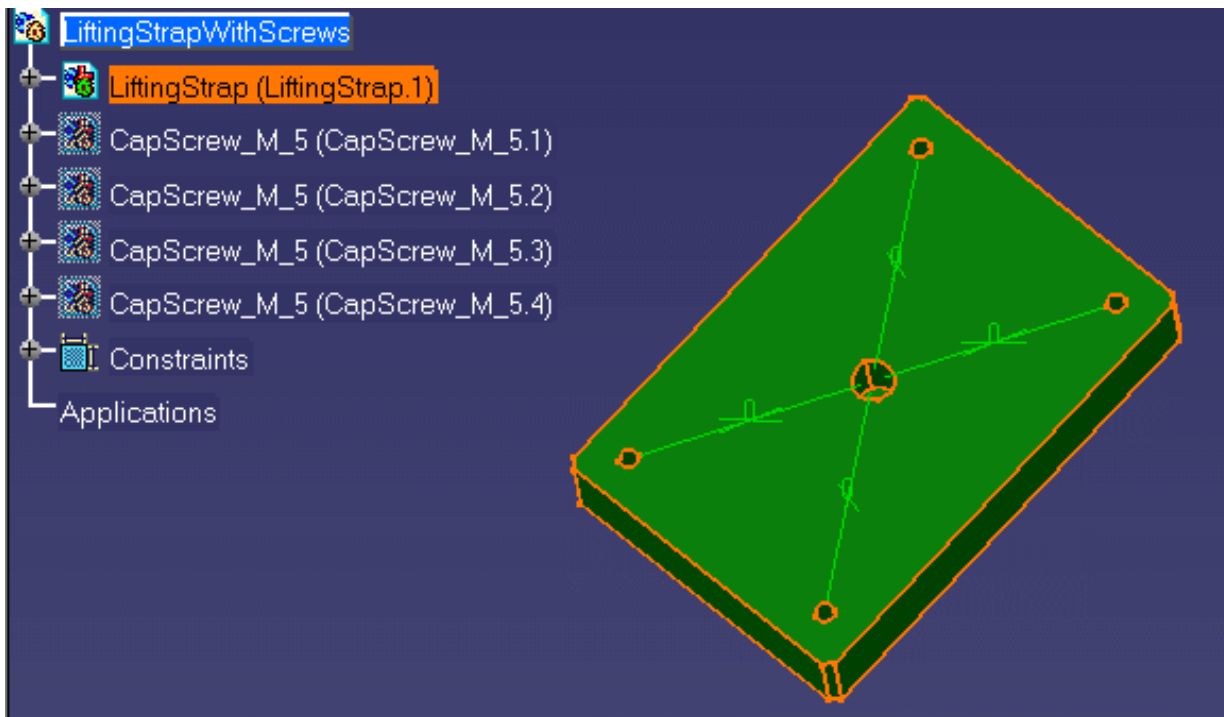 LiftingStrapWithScrews
LiftingStrap (LiftingStrap.1)
CapScrew_M_5 (CapScrew_M_5.1)
CapScrew_M_5 (CapScrew_M_5.2)
CapScrew_M_5 (CapScrew_M_5.3)
CapScrew_M_5 (CapScrew_M_5.4)
Constraints
Applications